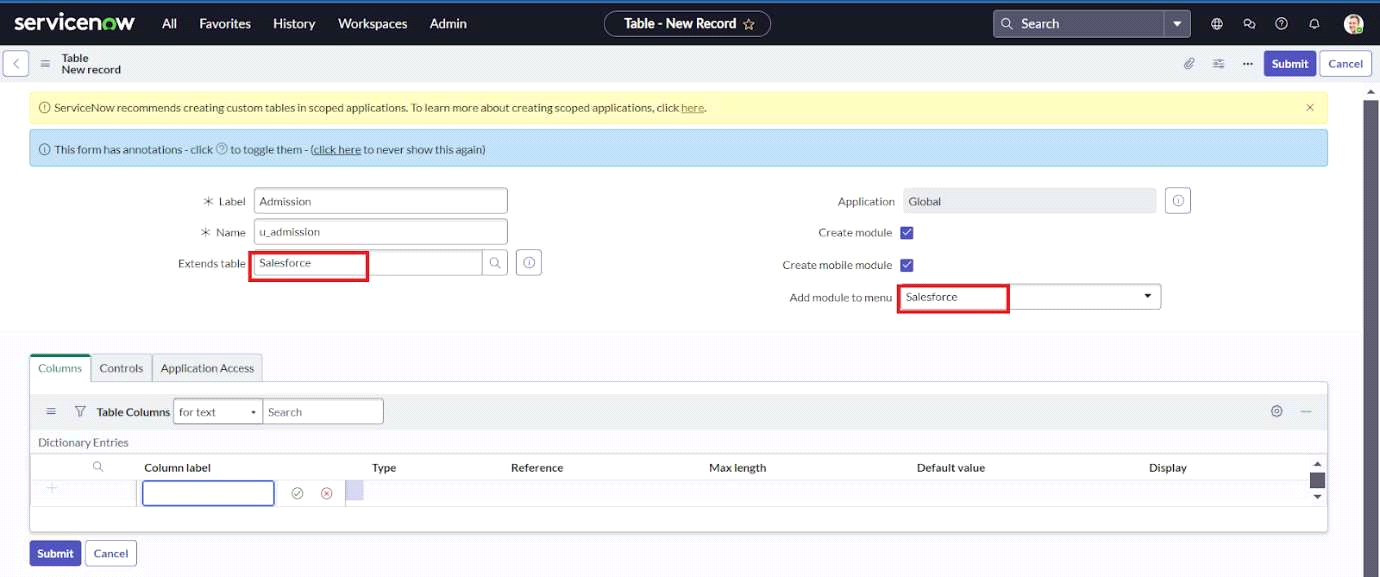 servicenow All Favorites History Workspaces Admin Table - New Record Search
Table
New record
Submit Cancel
ServiceNow recommends creating custom tables in scoped applications. To learn more about creating scoped applications, click here.
This form has annotations - click ? to toggle them - (click here to never show this again)
Label Admission
Name u_admission
Extends table Salesforce
Application Global
Create module
Create mobile module
Add module to menu Salesforce
Columns Controls Application Access
Table Columns for text Search
Dictionary Entries
Column label Type Reference Max length Default value Display
Submit Cancel